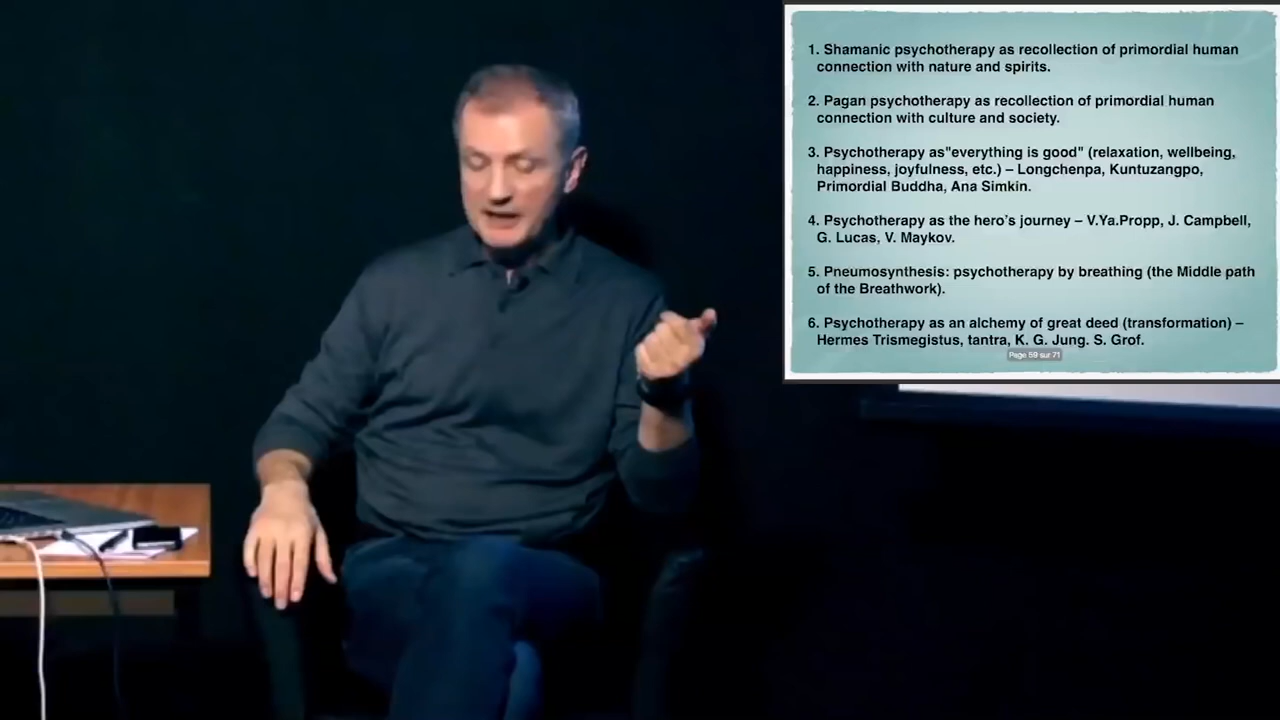 1. Shamanic psychotherapy as recollection of primordial human
connection with nature and spirits.
2. Pagan psychotherapy as recollection of primordial human
connection with culture and society.
3. Psychotherapy as"everything is good" (relaxation, wellbeing,
happiness, joyfulness, etc.) – Longchenpa, Kuntuzangpo,
Primordial Buddha, Ana Simkin.
4. Psychotherapy as the hero's journey – V.Ya.Propp, J. Campbell,
G. Lucas, V. Maykov.
5. Pneumosynthesis: psychotherapy by breathing (the Middle path
of the Breathwork).
6. Psychotherapy as an alchemy of great deed (transformation) –
Hermes Trismegistus, tantra, K. G. Jung. S. Grof.
Page 59 sur 71